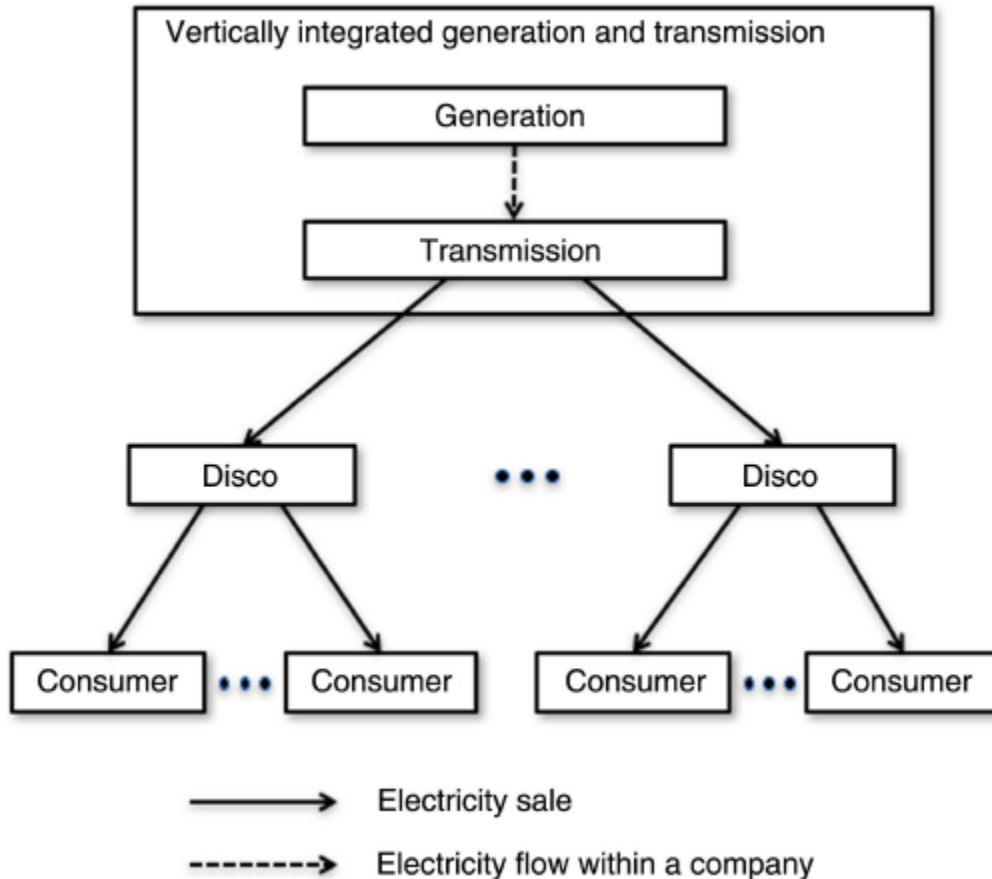 Vertically integrated generation and transmission
Generation
Transmission
Disco
Disco
Consumer
Consumer
Consumer
Consumer
Electricity sale
Electricity flow within a company